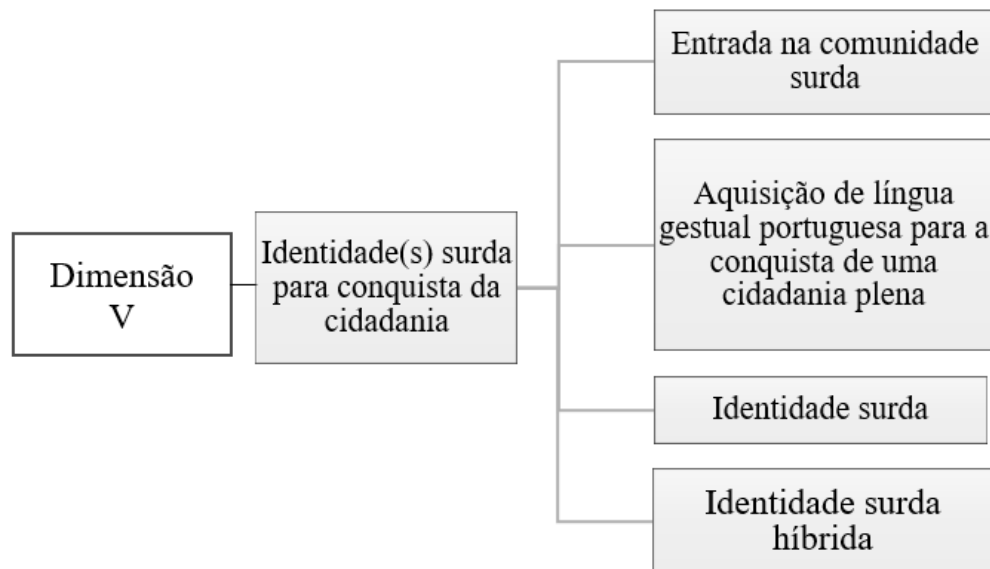 Dimensão
V
Identidade(s) surda
para conquista da
cidadania
Entrada na comunidade
surda
Aquisição de língua
gestual portuguesa para a
conquista de uma
cidadania plena
Identidade surda
Identidade surda
híbrida